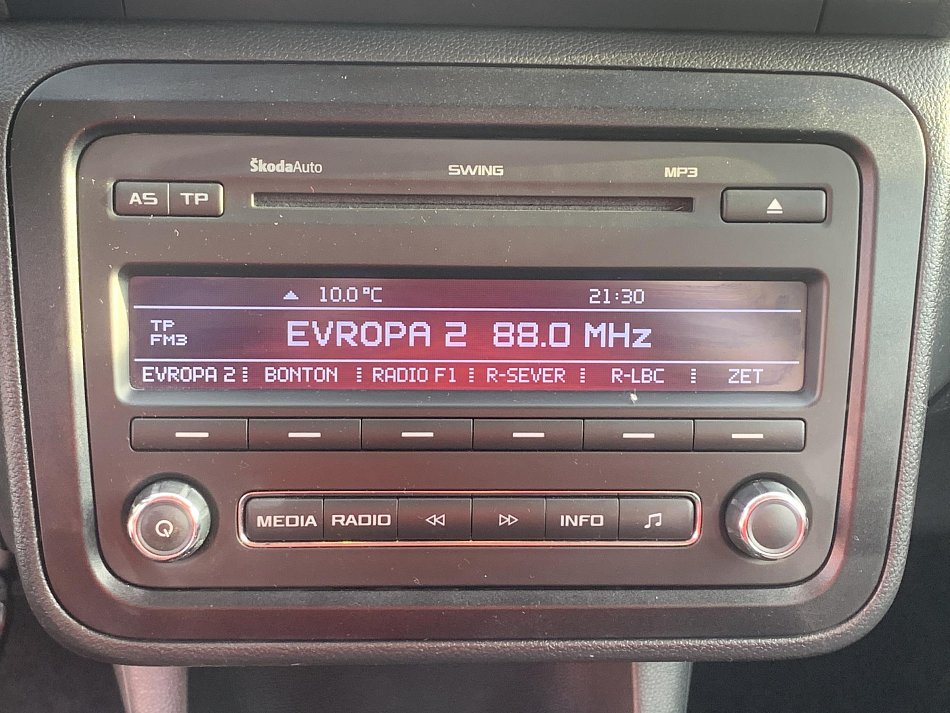 ŠkodaAuto SWING MP3
AS TP
10.0 °C 21:30
TP
FM3
EVROPA 2 88.0 MHz
EVROPA 2 BONTON RADIO F1 R-SEVER R-LBC ZET
MEDIA RADIO INFO